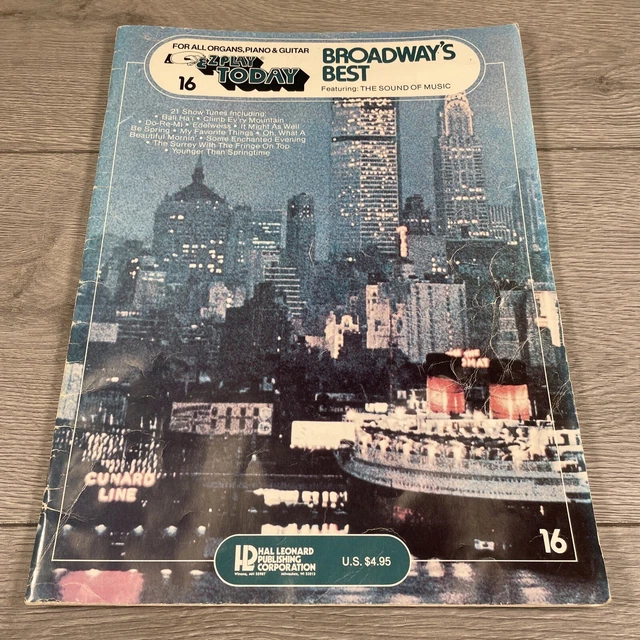 FOR ALL ORGANS, PIANO & GUITAR
E-Z PLAY
TODAY
16
BROADWAY'S
BEST
Featuring: THE SOUND OF MUSIC
21 Show Tunes Including:
• Bali Ha'i • Climb Ev'ry Mountain
• Do-Re-Mi • Edelweiss • It Might As Well
Be Spring • My Favorite Things • Oh, What A
Beautiful Mornin' • Some Enchanted Evening
• The Surrey With The Fringe On Top
• Younger Than Springtime
CUNARD
LINE
16
HL
HAL LEONARD
PUBLISHING
CORPORATION
U.S. $4.95